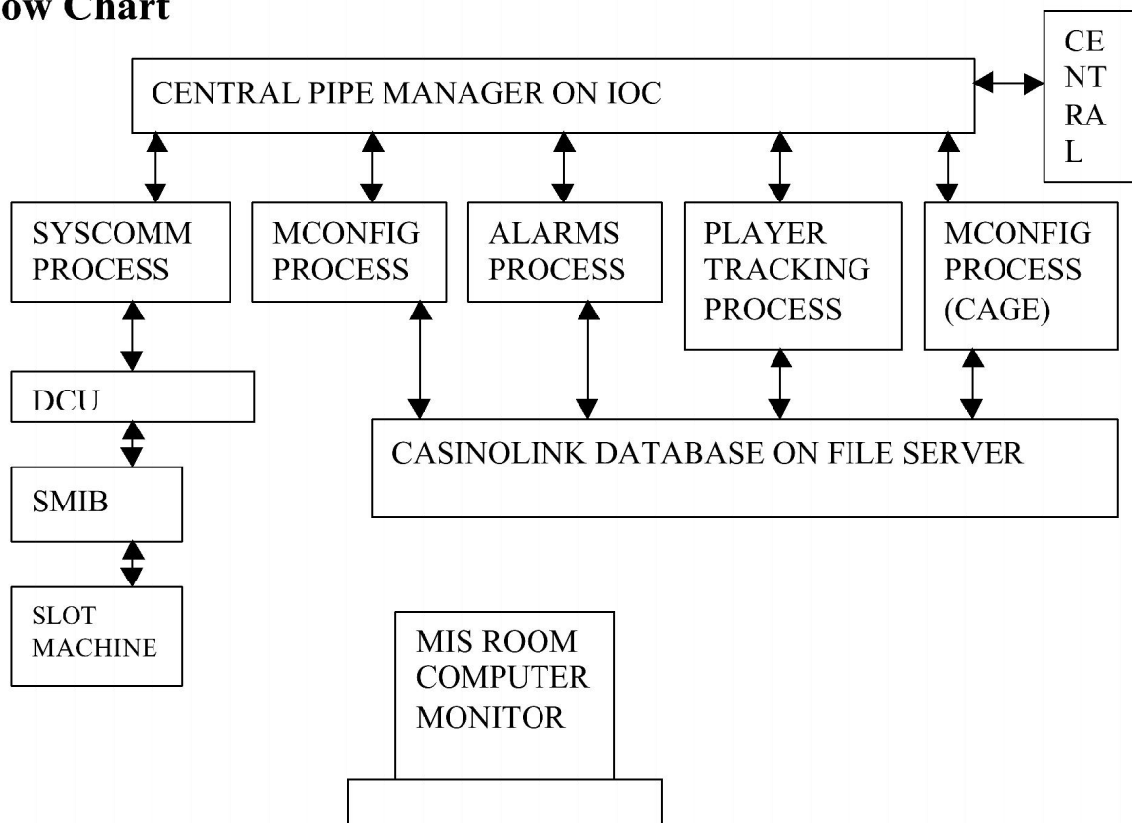 ow Chart
CE
NT
RA
L
CENTRAL PIPE MANAGER ON IOC
SYSCOMM
PROCESS
MCONFIG
PROCESS
ALARMS
PROCESS
PLAYER
TRACKING
PROCESS
MCONFIG
PROCESS
(CAGE)
DCU
CASINOLINK DATABASE ON FILE SERVER
SMIB
SLOT
MACHINE
MIS ROOM
COMPUTER
MONITOR